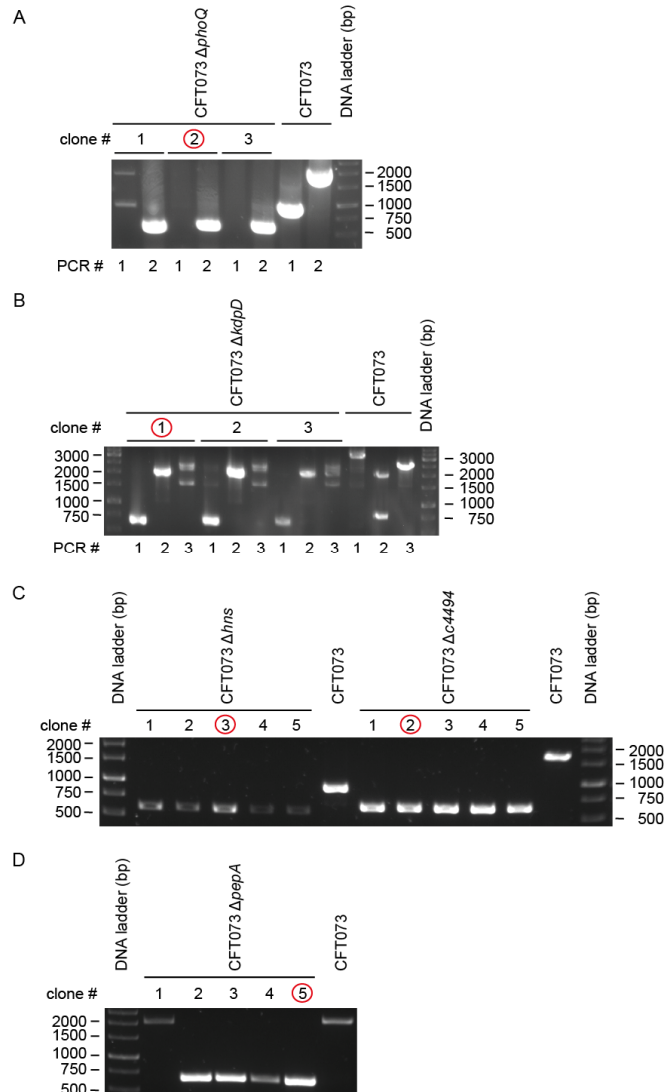 A
CFT073 ΔphoQ
CFT073
DNA ladder (bp)
clone # 1 2 3
2000
1500
1000
750
500
PCR # 1 2 1 2 1 2 1 2
B
CFT073 ΔkdpD
CFT073
DNA ladder (bp)
clone # 1 2 3
3000
2000
1500
1000
750
3000
2000
1500
1000
750
PCR # 1 2 3 1 2 3 1 2 3 1 2 3
C
DNA ladder (bp)
CFT073 Δhns
CFT073
CFT073 Δc4494
CFT073
DNA ladder (bp)
clone # 1 2 3 4 5 1 2 3 4 5
2000
1500
1000
750
500
2000
1500
1000
750
500
D
DNA ladder (bp)
CFT073 ΔpepA
CFT073
clone # 1 2 3 4 5
2000
1500
1000
750
500